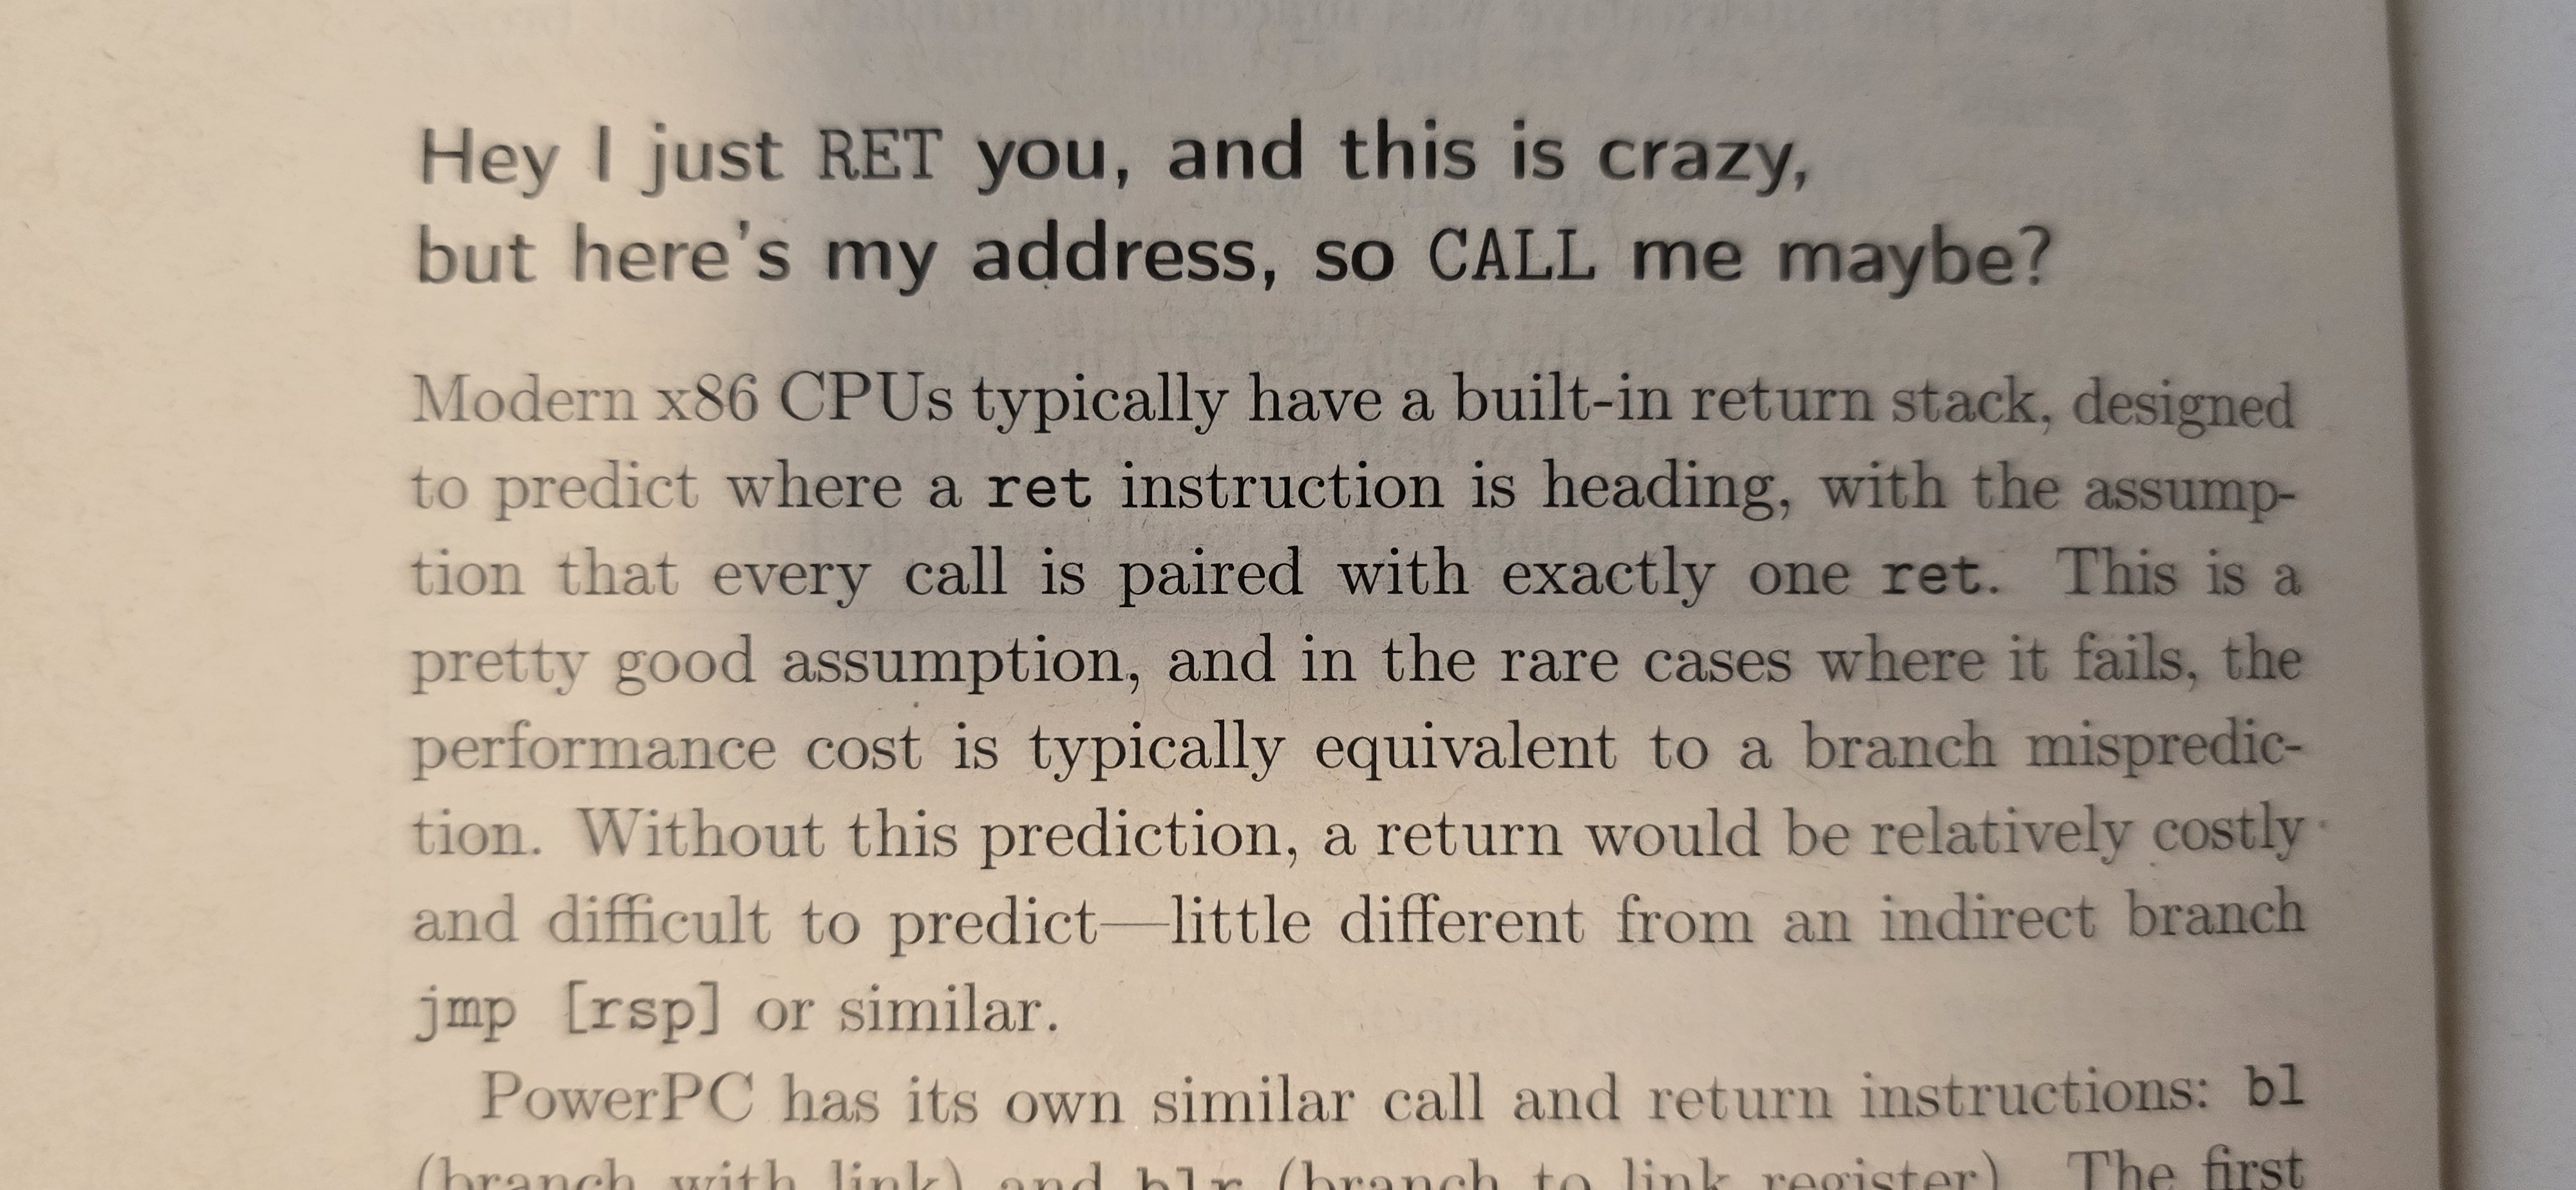 Hey I just RET you, and this is crazy,
but here's my address, so CALL me maybe?
Modern x86 CPUs typically have a built-in return stack, designed
to predict where a ret instruction is heading, with the assump-
tion that every call is paired with exactly one ret. This is a
pretty good assumption, and in the rare cases where it fails, the
performance cost is typically equivalent to a branch mispredic-
tion. Without this prediction, a return would be relatively costly
and difficult to predict—little different from an indirect branch
jmp [rsp] or similar.
PowerPC has its own similar call and return instructions: bl
(branch with link) and blr (branch to link register). The first